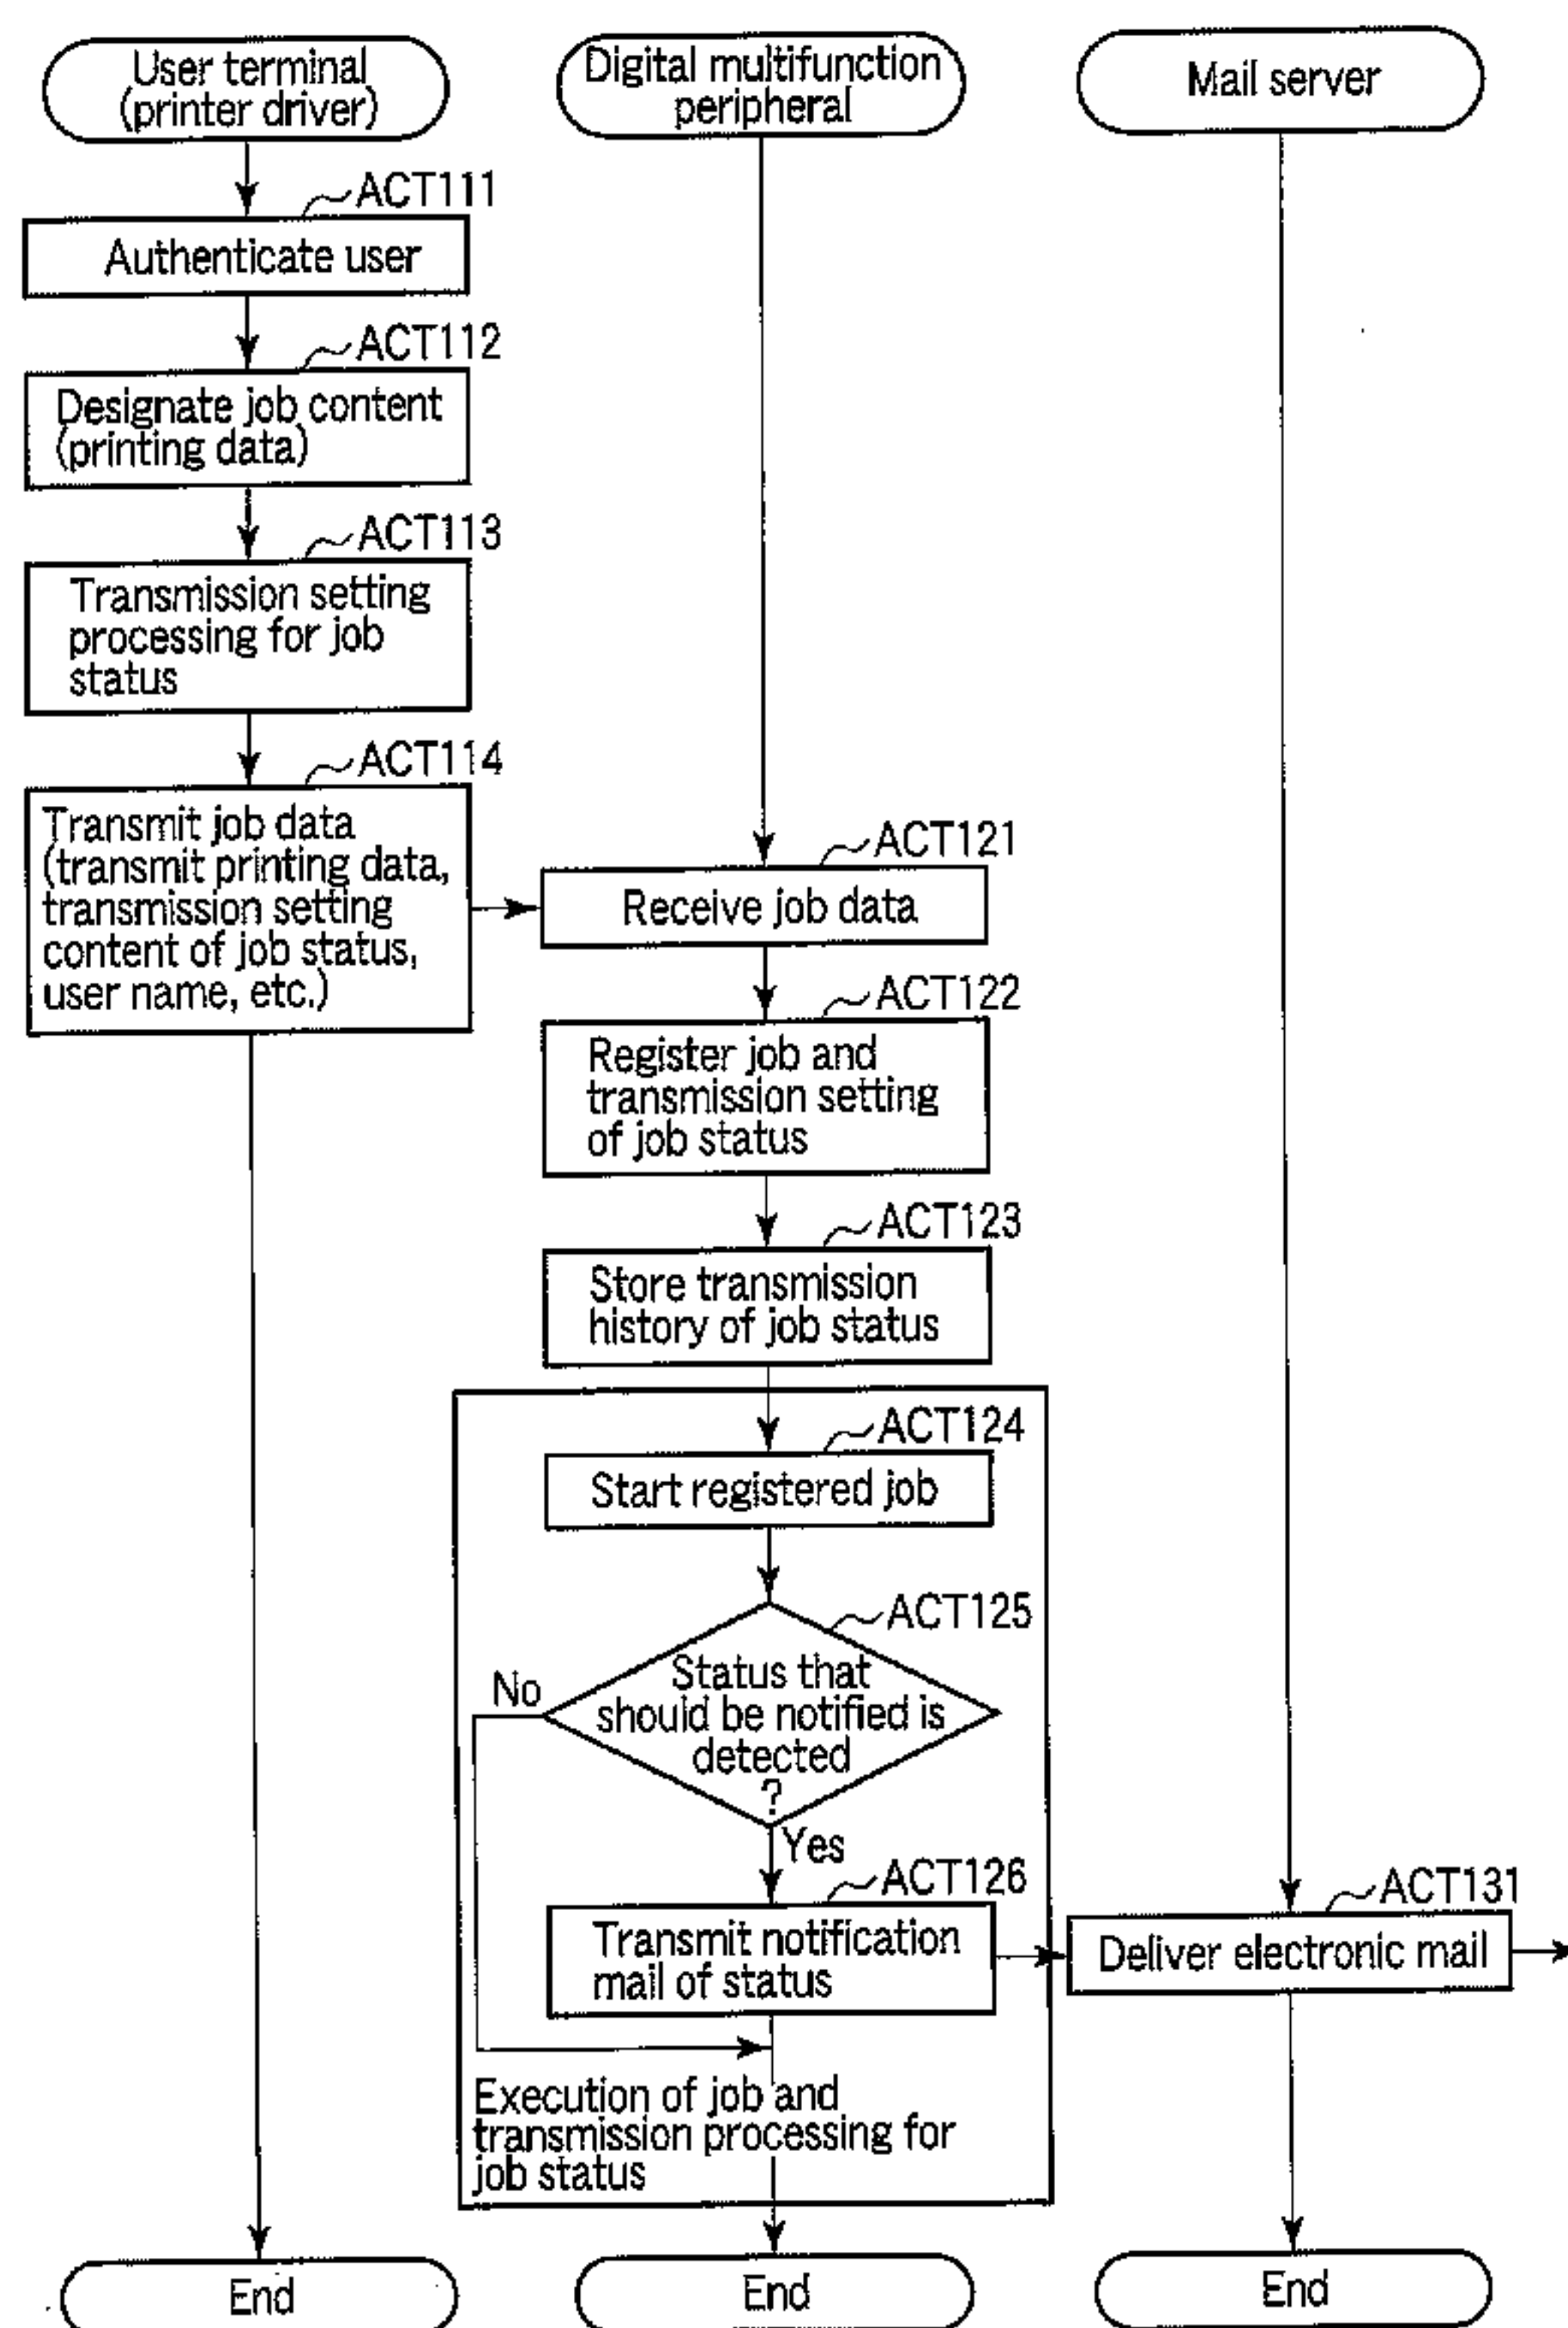 User terminal
(printer driver)
Digital multifunction
peripheral
Mail server
ACT111
Authenticate user
ACT112
Designate job content
(printing data)
ACT113
Transmission setting
processing for job
status
ACT114
Transmit job data
(transmit printing data,
transmission setting
content of job status,
user name, etc.)
ACT121
Receive job data
ACT122
Register job and
transmission setting
of job status
ACT123
Store transmission
history of job status
ACT124
Start registered job
ACT125
Status that
should be notified is
detected
?
No
Yes
ACT126
Transmit notification
mail of status
ACT131
Deliver electronic mail
Execution of job and
transmission processing for
job status
End
End
End